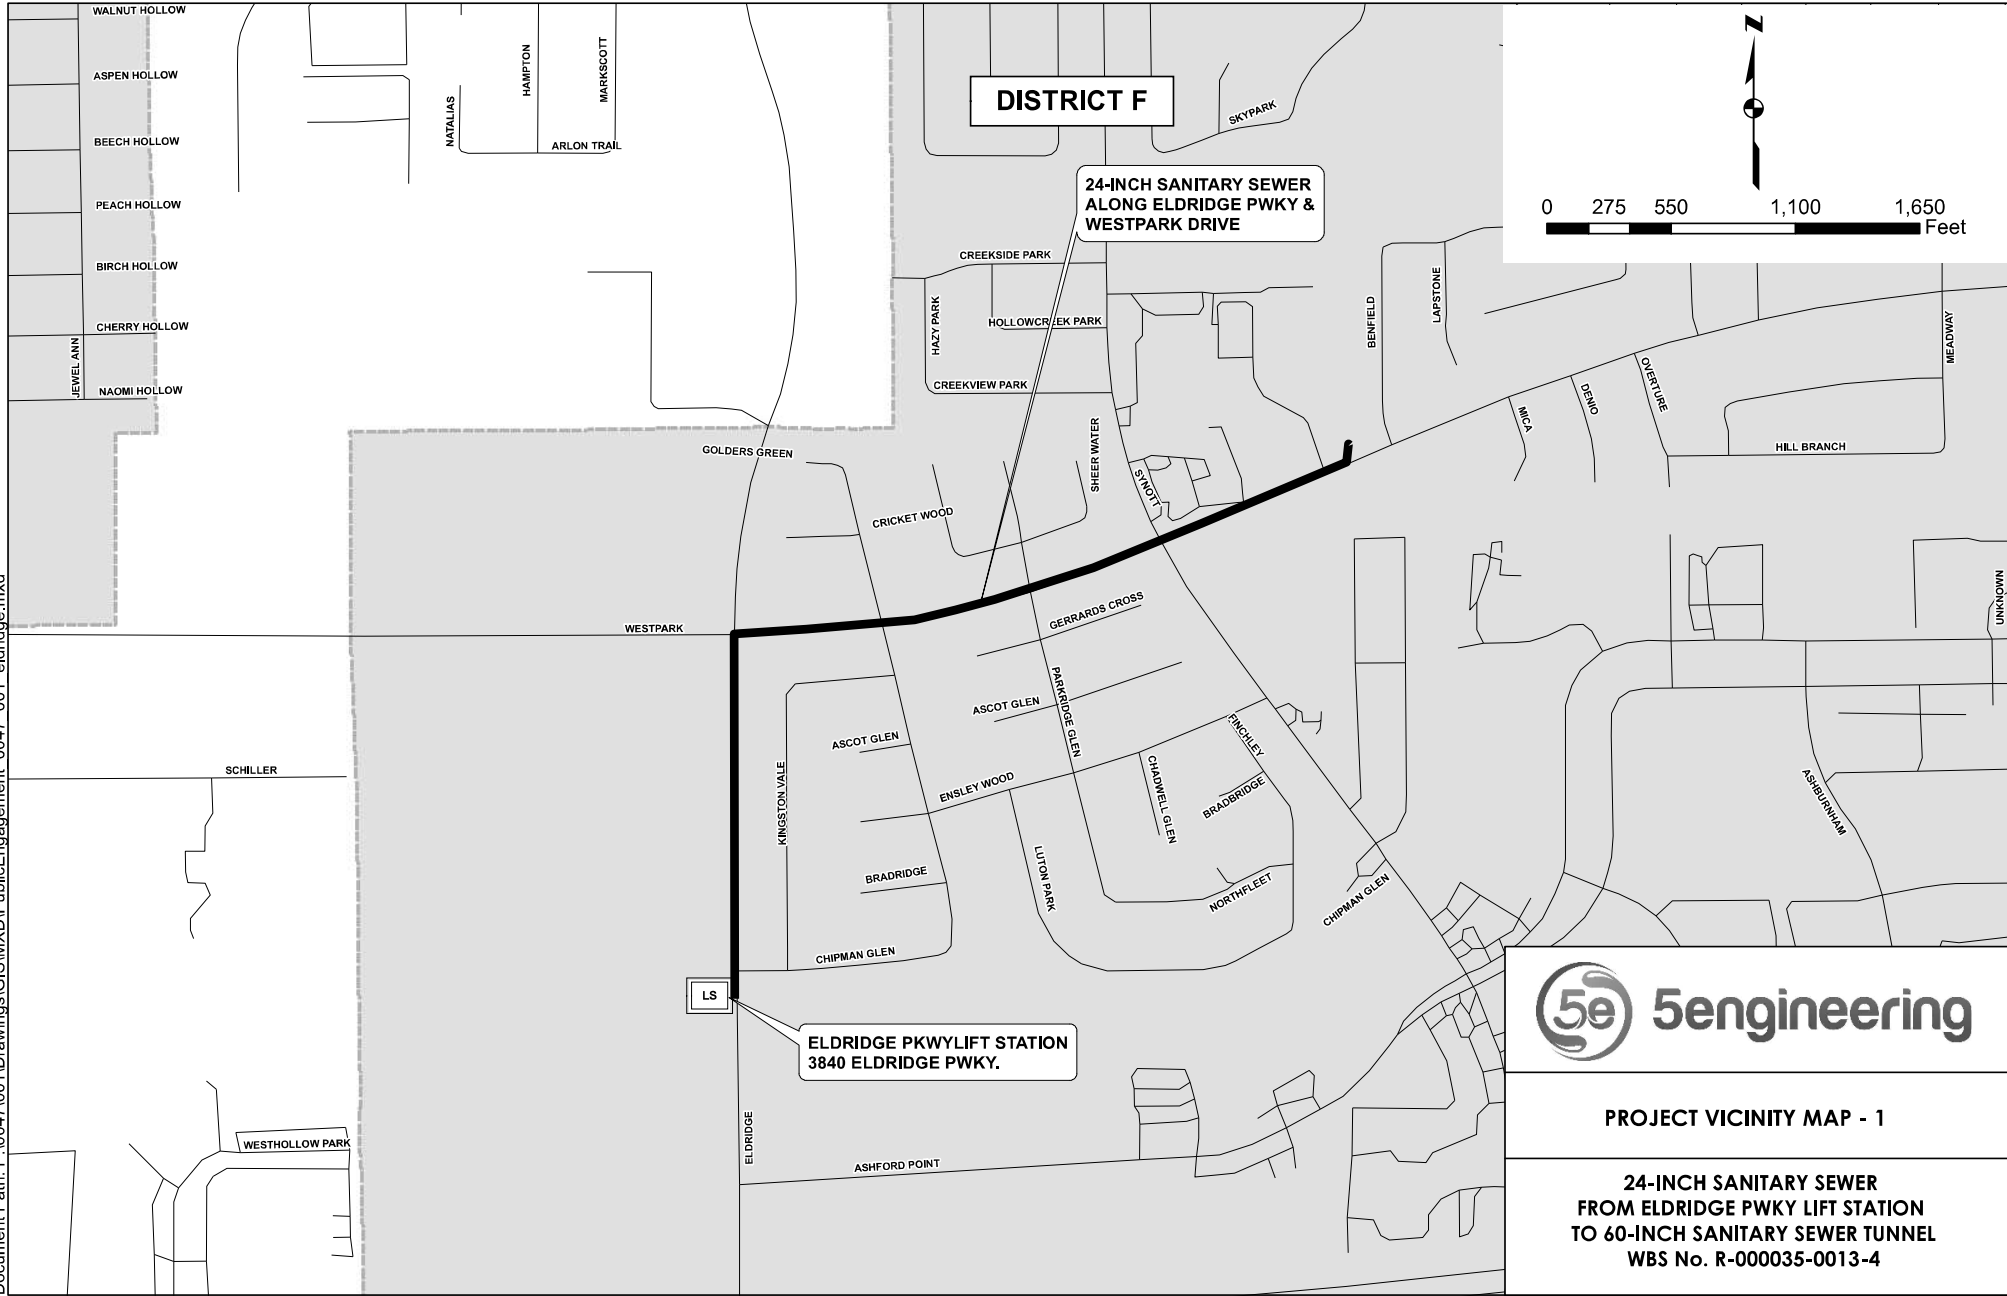 WALNUT HOLLOW
ASPEN HOLLOW
BEECH HOLLOW
PEACH HOLLOW
BIRCH HOLLOW
CHERRY HOLLOW
JEWEL ANN
NAOMI HOLLOW
NATALIAS
HAMPTON
MARKSCOTT
ARLON TRAIL
DISTRICT F
SKYPARK
24-INCH SANITARY SEWER
ALONG ELDRIDGE PWKY &
WESTPARK DRIVE
Z
0 275 550 1,100 1,650
Feet
CREEKSIDE PARK
HAZY PARK
HOLLOWCREEK PARK
CREEKVIEW PARK
BENFIELD
LAPSTONE
MEADWAY
OVERTURE
DENIO
MICA
HILL BRANCH
GOLDERS GREEN
SHEER WATER
SYNOTT
CRICKET WOOD
WESTPARK
GERRARDS CROSS
UNKNOWN
PARKRIDGE GLEN
ASCOT GLEN
ASCOT GLEN
FINCHLEY
KINGSTON VALE
SCHILLER
ENSLEY WOOD
CHADWELL GLEN
BRADBRIDGE
ASHBURNHAM
BRADRIDGE
LUTON PARK
NORTHFLEET
CHIPMAN GLEN
CHIPMAN GLEN
LS
ELDRIDGE PKWYLIFT STATION
3840 ELDRIDGE PWKY.
ELDRIDGE
WESTHOLLOW PARK
ASHFORD POINT
5e 5engineering
PROJECT VICINITY MAP - 1
24-INCH SANITARY SEWER
FROM ELDRIDGE PWKY LIFT STATION
TO 60-INCH SANITARY SEWER TUNNEL
WBS No. R-000035-0013-4